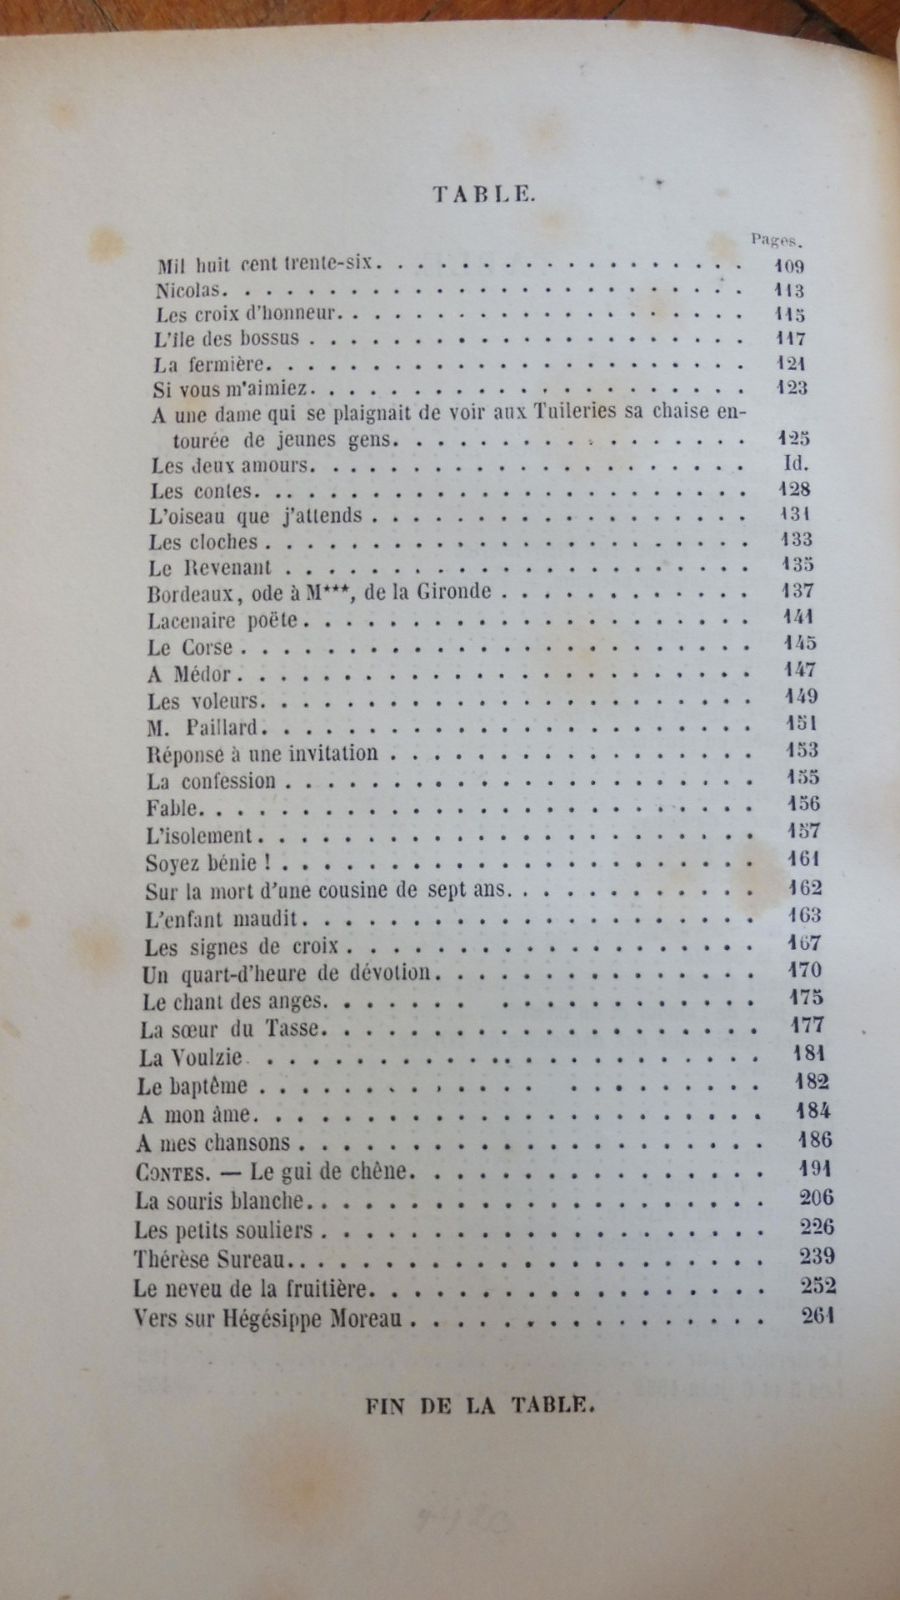 TABLE.
Pages.
Mil huit cent trente-six. . . . . . . . . . . . . . . . . . 109
Nicolas. . . . . . . . . . . . . . . . . . . . . . . . 113
Les croix d'honneur. . . . . . . . . . . . . . . . . . . 115
L'île des bossus . . . . . . . . . . . . . . . . . . . . 117
La fermière. . . . . . . . . . . . . . . . . . . . . . 121
Si vous m'aimiez. . . . . . . . . . . . . . . . . . . . 123
A une dame qui se plaignait de voir aux Tuileries sa chaise en-
tourée de jeunes gens. . . . . . . . . . . . . . . . . 125
Les deux amours. . . . . . . . . . . . . . . . . . . . Id.
Les contes. . . . . . . . . . . . . . . . . . . . . . . 128
L'oiseau que j'attends . . . . . . . . . . . . . . . . . 131
Les cloches . . . . . . . . . . . . . . . . . . . . . . 133
Le Revenant . . . . . . . . . . . . . . . . . . . . . 135
Bordeaux, ode à M***, de la Gironde . . . . . . . . . . . 137
Lacenaire poëte. . . . . . . . . . . . . . . . . . . . . 141
Le Corse . . . . . . . . . . . . . . . . . . . . . . . 145
A Médor . . . . . . . . . . . . . . . . . . . . . . . 147
Les voleurs. . . . . . . . . . . . . . . . . . . . . . 149
M. Paillard. . . . . . . . . . . . . . . . . . . . . . 151
Réponse à une invitation . . . . . . . . . . . . . . . . 153
La confession . . . . . . . . . . . . . . . . . . . . . 155
Fable. . . . . . . . . . . . . . . . . . . . . . . . . 156
L'isolement. . . . . . . . . . . . . . . . . . . . . . 157
Soyez bénie ! . . . . . . . . . . . . . . . . . . . . . 161
Sur la mort d'une cousine de sept ans. . . . . . . . . . . 162
L'enfant maudit. . . . . . . . . . . . . . . . . . . . . 163
Les signes de croix . . . . . . . . . . . . . . . . . . 167
Un quart-d'heure de dévotion. . . . . . . . . . . . . . . 170
Le chant des anges. . . . . . . . . . . . . . . . . . . 175
La sœur du Tasse. . . . . . . . . . . . . . . . . . . . 177
La Voulzie. . . . . . . . . . . . . . . . . . . . . . . 181
Le baptême . . . . . . . . . . . . . . . . . . . . . . 182
A mon âme. . . . . . . . . . . . . . . . . . . . . . . 184
A mes chansons . . . . . . . . . . . . . . . . . . . . 186
CONTES. — Le gui de chêne. . . . . . . . . . . . . . . . 191
La souris blanche. . . . . . . . . . . . . . . . . . . . 206
Les petits souliers . . . . . . . . . . . . . . . . . . . 226
Thérèse Sureau. . . . . . . . . . . . . . . . . . . . . 239
Le neveu de la fruitière. . . . . . . . . . . . . . . . . 252
Vers sur Hégésippe Moreau . . . . . . . . . . . . . . . 261
FIN DE LA TABLE.